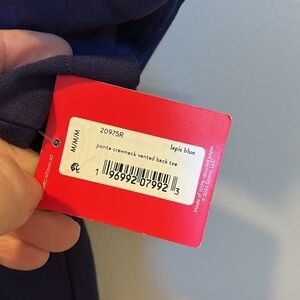 20975R
M/M/M
lapis blue
ponte crewneck vented back tee
1 96992 07992 3